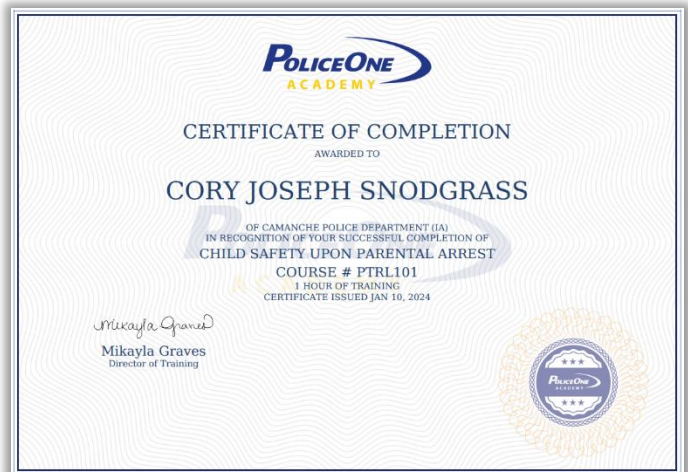 POLICEONE
ACADEMY
CERTIFICATE OF COMPLETION
AWARDED TO
CORY JOSEPH SNODGRASS
OF CAMANCHE POLICE DEPARTMENT (IA)
IN RECOGNITION OF YOUR SUCCESSFUL COMPLETION OF
CHILD SAFETY UPON PARENTAL ARREST
COURSE # PTRL101
1 HOUR OF TRAINING
CERTIFICATE ISSUED JAN 10, 2024
Mikayla Graves
Mikayla Graves
Director of Training
POLICEONE
ACADEMY
POLICEONE
ACADEMY